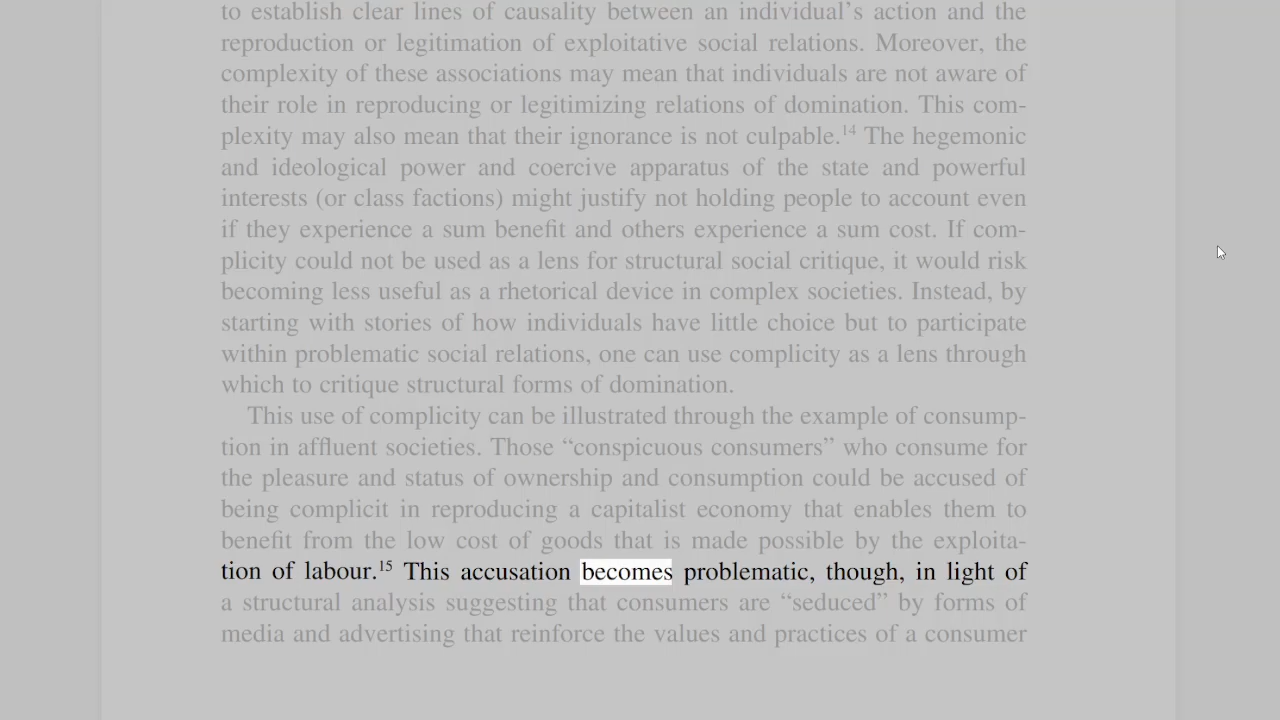 to establish clear lines of causality between an individual’s action and the
reproduction or legitimation of exploitative social relations. Moreover, the
complexity of these associations may mean that individuals are not aware of
their role in reproducing or legitimizing relations of domination. This com-
plexity may also mean that their ignorance is not culpable.14 The hegemonic
and ideological power and coercive apparatus of the state and powerful
interests (or class factions) might justify not holding people to account even
if they experience a sum benefit and others experience a sum cost. If com-
plicity could not be used as a lens for structural social critique, it would risk
becoming less useful as a rhetorical device in complex societies. Instead, by
starting with stories of how individuals have little choice but to participate
within problematic social relations, one can use complicity as a lens through
which to critique structural forms of domination.
This use of complicity can be illustrated through the example of consump-
tion in affluent societies. Those “conspicuous consumers” who consume for
the pleasure and status of ownership and consumption could be accused of
being complicit in reproducing a capitalist economy that enables them to
benefit from the low cost of goods that is made possible by the exploita-
tion of labour.15 This accusation becomes problematic, though, in light of
a structural analysis suggesting that consumers are “seduced” by forms of
media and advertising that reinforce the values and practices of a consumer